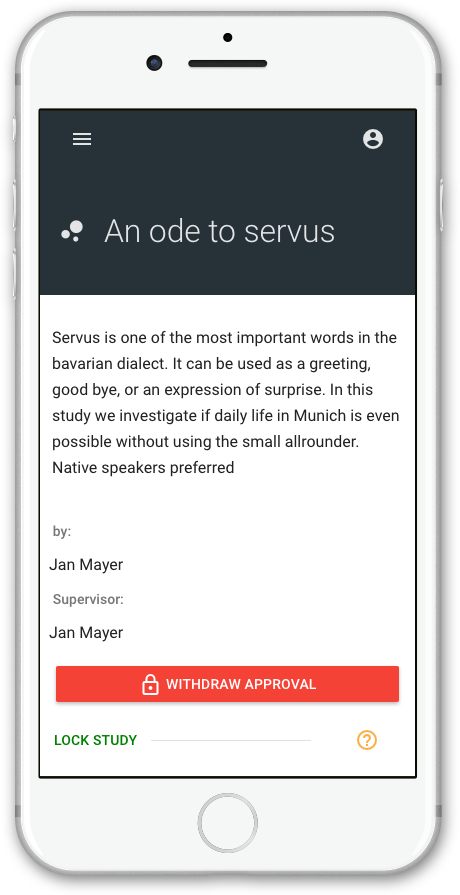 An ode to servus
Servus is one of the most important words in the
bavarian dialect. It can be used as a greeting,
good bye, or an expression of surprise. In this
study we investigate if daily life in Munich is even
possible without using the small allrounder.
Native speakers preferred
by:
Jan Mayer
Supervisor:
Jan Mayer
WITHDRAW APPROVAL
LOCK STUDY